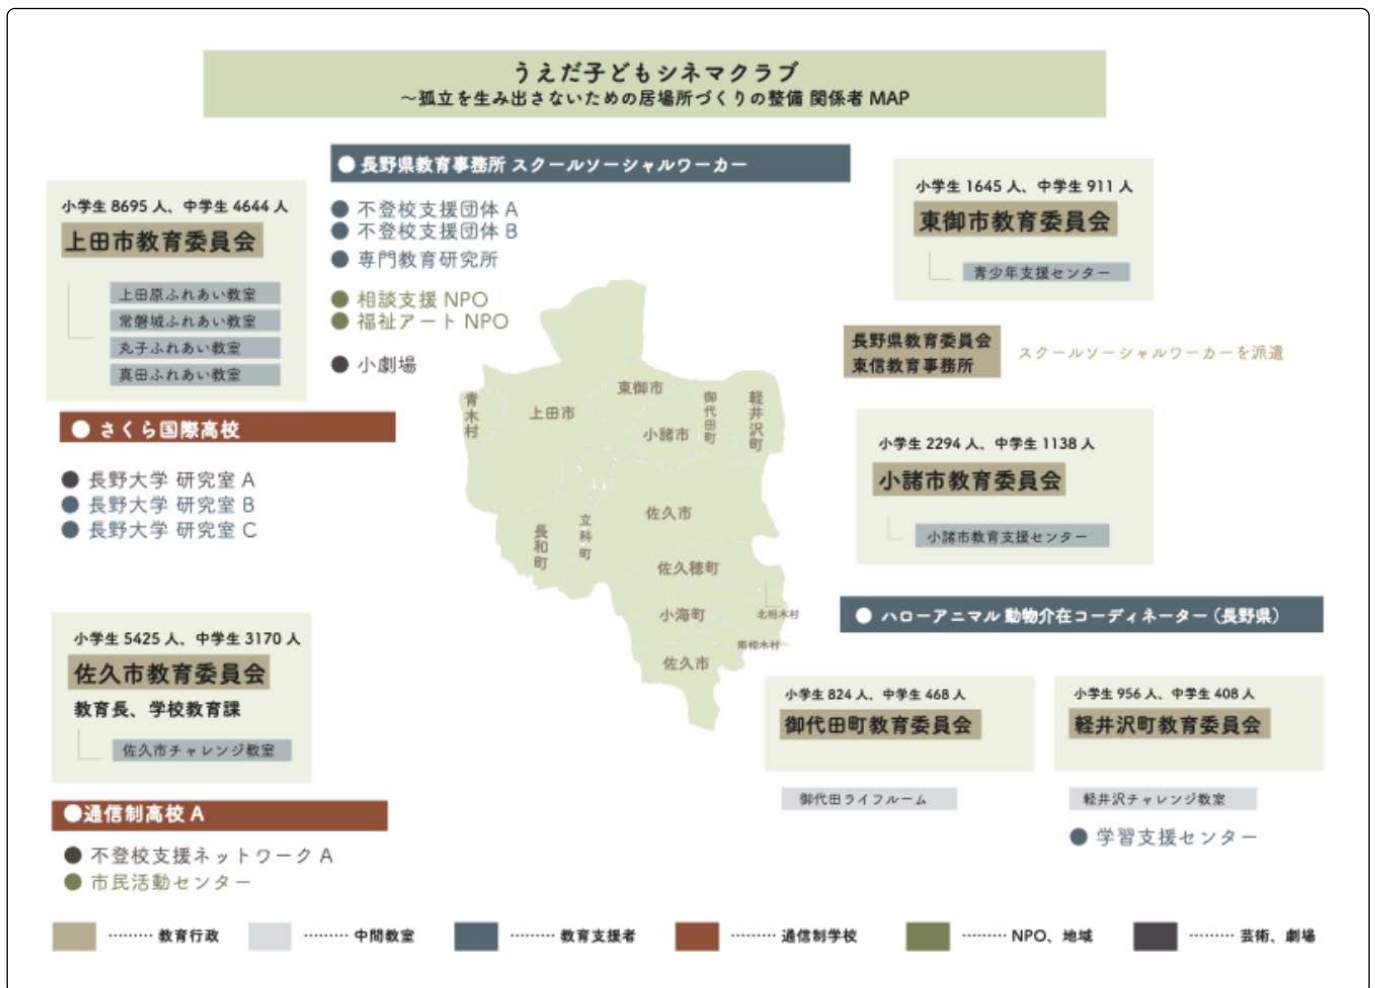 うえだ子どもシネマクラブ
～孤立を生み出さないための居場所づくりの整備 関係者 MAP
小学生 8695 人、中学生 4644 人
上田市教育委員会
上田原ふれあい教室
常磐城ふれあい教室
丸子ふれあい教室
真田ふれあい教室
● 長野県教育事務所 スクールソーシャルワーカー
● 不登校支援団体 A
● 不登校支援団体 B
● 専門教育研究所
● 相談支援 NPO
● 福祉アート NPO
● 小劇場
小学生 1645 人、中学生 911 人
東御市教育委員会
青少年支援センター
長野県教育委員会
東信教育事務所
スクールソーシャルワーカーを派遣
● さくら国際高校
● 長野大学 研究室 A
● 長野大学 研究室 B
● 長野大学 研究室 C
青木村
上田市
東御市
小諸市
御代田町
軽井沢町
長和町
立科町
佐久市
佐久穂町
小海町
北相木村
南相木村
佐久市
小学生 2294 人、中学生 1138 人
小諸市教育委員会
小諸市教育支援センター
● ハローアニマル 動物介在コーディネーター（長野県）
小学生 5425 人、中学生 3170 人
佐久市教育委員会
教育長、学校教育課
佐久市チャレンジ教室
小学生 824 人、中学生 468 人
御代田町教育委員会
御代田ライフルーム
小学生 956 人、中学生 408 人
軽井沢町教育委員会
軽井沢チャレンジ教室
● 学習支援センター
●通信制高校 A
● 不登校支援ネットワーク A
● 市民活動センター
········· 教育行政
········· 中間教室
········· 教育支援者
········· 通信制学校
········· NPO、地域
········· 芸術、劇場